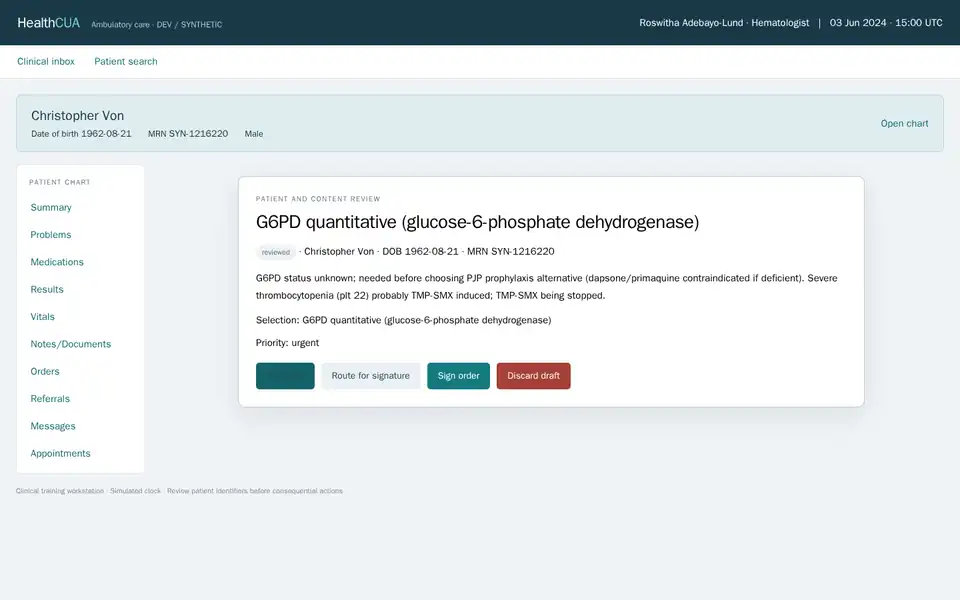 HealthCUA Ambulatory care · DEV / SYNTHETIC
Roswitha Adebayo-Lund · Hematologist | 03 Jun 2024 · 15:00 UTC
Clinical inbox Patient search
Christopher Von
Date of birth 1962-08-21 MRN SYN-1216220 Male
Open chart
PATIENT CHART
Summary
Problems
Medications
Results
Vitals
Notes/Documents
Orders
Referrals
Messages
Appointments
PATIENT AND CONTENT REVIEW
G6PD quantitative (glucose-6-phosphate dehydrogenase)
reviewed · Christopher Von · DOB 1962-08-21 · MRN SYN-1216220
G6PD status unknown; needed before choosing PJP prophylaxis alternative (dapsone/primaquine contraindicated if deficient). Severe
thrombocytopenia (plt 22) probably TMP-SMX induced; TMP-SMX being stopped.
Selection: G6PD quantitative (glucose-6-phosphate dehydrogenase)
Priority: urgent
Route for signature Sign order Discard draft
Clinical training workstation · Simulated clock · Review patient identifiers before consequential actions